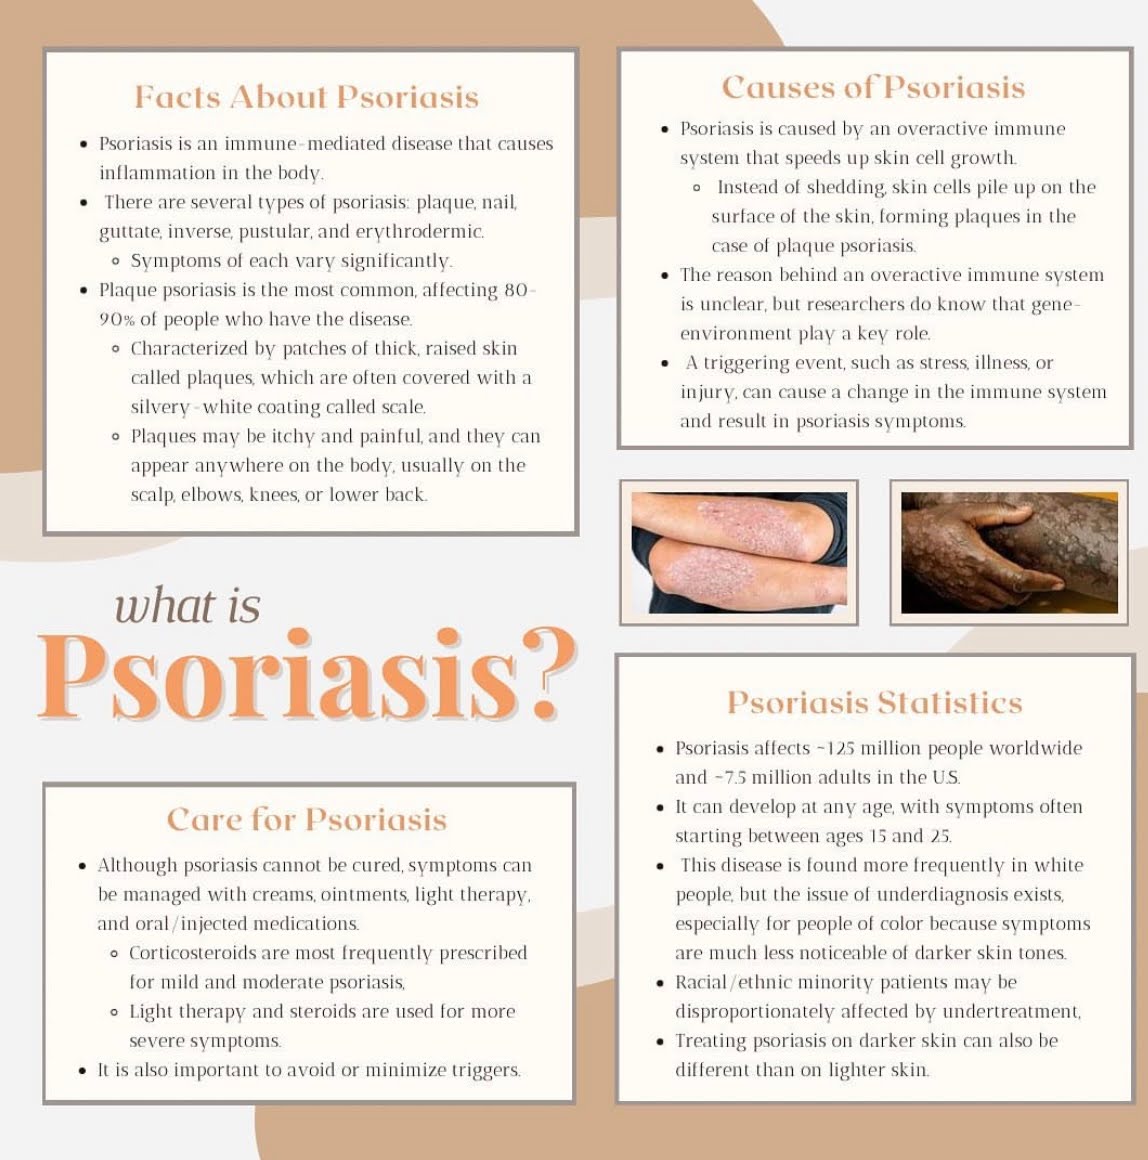 Facts About Psoriasis
• Psoriasis is an immune-mediated disease that causes
inflammation in the body.
• There are several types of psoriasis: plaque, nail,
guttate, inverse, pustular, and erythrodermic.
◦ Symptoms of each vary significantly.
• Plaque psoriasis is the most common, affecting 80-
90% of people who have the disease.
◦ Characterized by patches of thick, raised skin
called plaques, which are often covered with a
silvery-white coating called scale.
◦ Plaques may be itchy and painful, and they can
appear anywhere on the body, usually on the
scalp, elbows, knees, or lower back.
what is
Psoriasis?
Care for Psoriasis
• Although psoriasis cannot be cured, symptoms can
be managed with creams, ointments, light therapy,
and oral/injected medications.
◦ Corticosteroids are most frequently prescribed
for mild and moderate psoriasis,
◦ Light therapy and steroids are used for more
severe symptoms.
• It is also important to avoid or minimize triggers.
Causes of Psoriasis
• Psoriasis is caused by an overactive immune
system that speeds up skin cell growth.
◦ Instead of shedding, skin cells pile up on the
surface of the skin, forming plaques in the
case of plaque psoriasis.
• The reason behind an overactive immune system
is unclear, but researchers do know that gene-
environment play a key role.
• A triggering event, such as stress, illness, or
injury, can cause a change in the immune system
and result in psoriasis symptoms.
Psoriasis Statistics
• Psoriasis affects ~125 million people worldwide
and ~7.5 million adults in the U.S.
• It can develop at any age, with symptoms often
starting between ages 15 and 25.
• This disease is found more frequently in white
people, but the issue of underdiagnosis exists,
especially for people of color because symptoms
are much less noticeable of darker skin tones.
• Racial/ethnic minority patients may be
disproportionately affected by undertreatment,
• Treating psoriasis on darker skin can also be
different than on lighter skin.